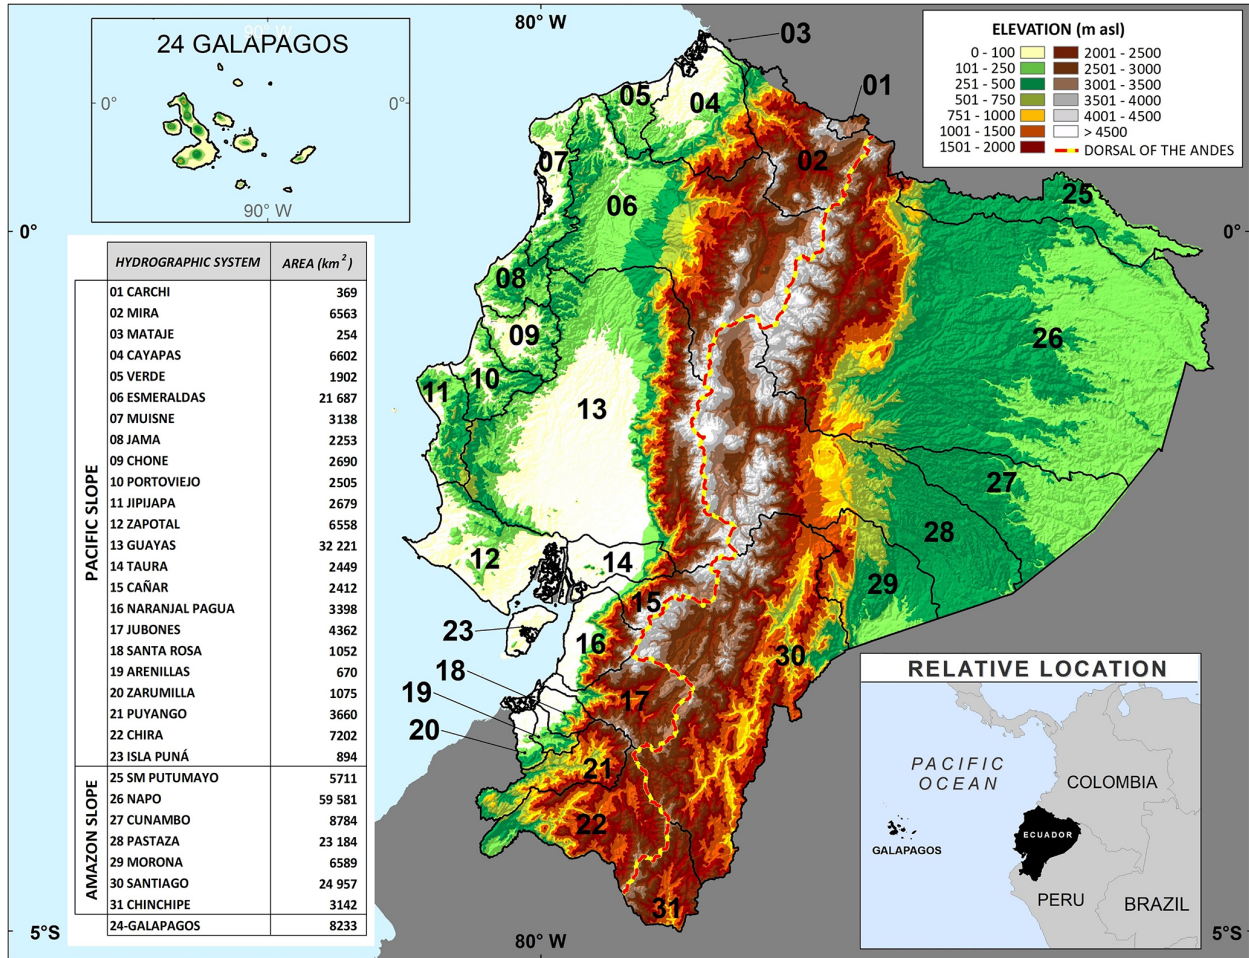 80° W
90° W
24 GALAPAGOS
0°
0°
90° W
ELEVATION (m asl)
0 - 100
101 - 250
251 - 500
501 - 750
751 - 1000
1001 - 1500
1501 - 2000
2001 - 2500
2501 - 3000
3001 - 3500
3501 - 4000
4001 - 4500
> 4500
DORSAL OF THE ANDES
0°
0°
HYDROGRAPHIC SYSTEM AREA (km²)
PACIFIC SLOPE
01 CARCHI 369
02 MIRA 6563
03 MATAJE 254
04 CAYAPAS 6602
05 VERDE 1902
06 ESMERALDAS 21 687
07 MUISNE 3138
08 JAMA 2253
09 CHONE 2690
10 PORTOVIEJO 2505
11 JIPIJAPA 2679
12 ZAPOTAL 6558
13 GUAYAS 32 221
14 TAURA 2449
15 CAÑAR 2412
16 NARANJAL PAGUA 3398
17 JUBONES 4362
18 SANTA ROSA 1052
19 ARENILLAS 670
20 ZARUMILLA 1075
21 PUYANGO 3660
22 CHIRA 7202
23 ISLA PUNÁ 894
AMAZON SLOPE
25 SM PUTUMAYO 5711
26 NAPO 59 581
27 CUNAMBO 8784
28 PASTAZA 23 184
29 MORONA 6589
30 SANTIAGO 24 957
31 CHINCHIPE 3142
24-GALAPAGOS 8233
03
01
05
04
07
02
25
06
08
09
26
10
11
13
27
28
12
14
29
15
23
16
30
18
17
19
20
21
22
31
RELATIVE LOCATION
PACIFIC
OCEAN
COLOMBIA
ECUADOR
GALAPAGOS
PERU
BRAZIL
5°S
80° W
5°S